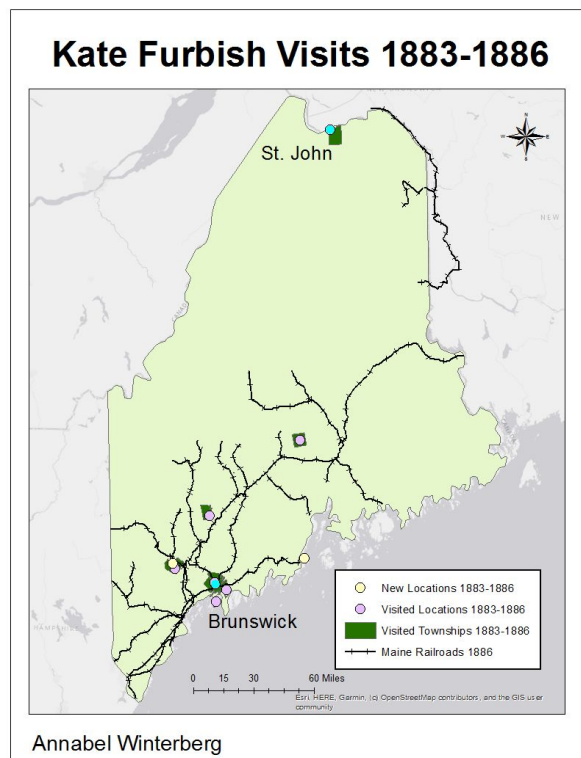 Kate Furbish Visits 1883-1886
N
W
E
S
St. John
NEW
CANADA
Brunswick
New Locations 1883-1886
Visited Locations 1883-1886
Visited Townships 1883-1886
Maine Railroads 1886
0 15 30 60 Miles
Esri, HERE, Garmin, (c) OpenStreetMap contributors, and the GIS user
community
Annabel Winterberg